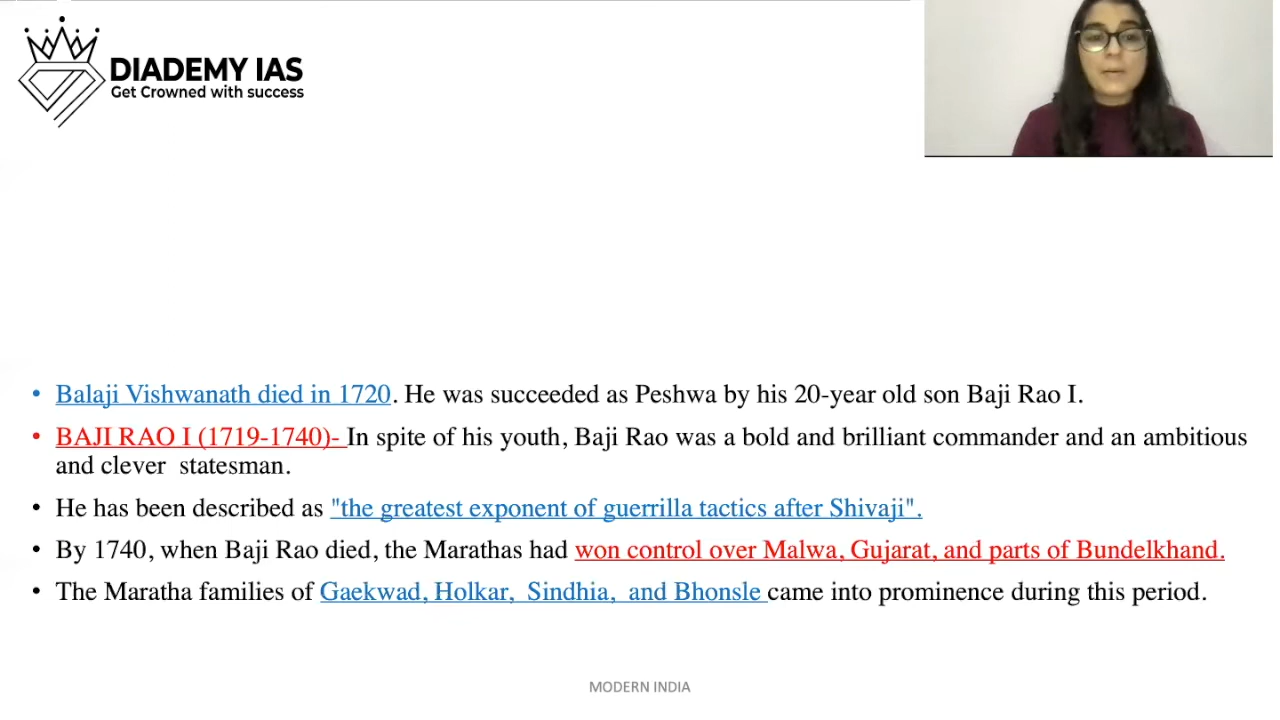 DIADEMY IAS
Get Crowned with success
• Balaji Vishwanath died in 1720. He was succeeded as Peshwa by his 20-year old son Baji Rao I.
• BAJI RAO I (1719-1740)- In spite of his youth, Baji Rao was a bold and brilliant commander and an ambitious
and clever statesman.
• He has been described as "the greatest exponent of guerrilla tactics after Shivaji".
• By 1740, when Baji Rao died, the Marathas had won control over Malwa, Gujarat, and parts of Bundelkhand.
• The Maratha families of Gaekwad, Holkar, Sindhia, and Bhonsle came into prominence during this period.
MODERN INDIA